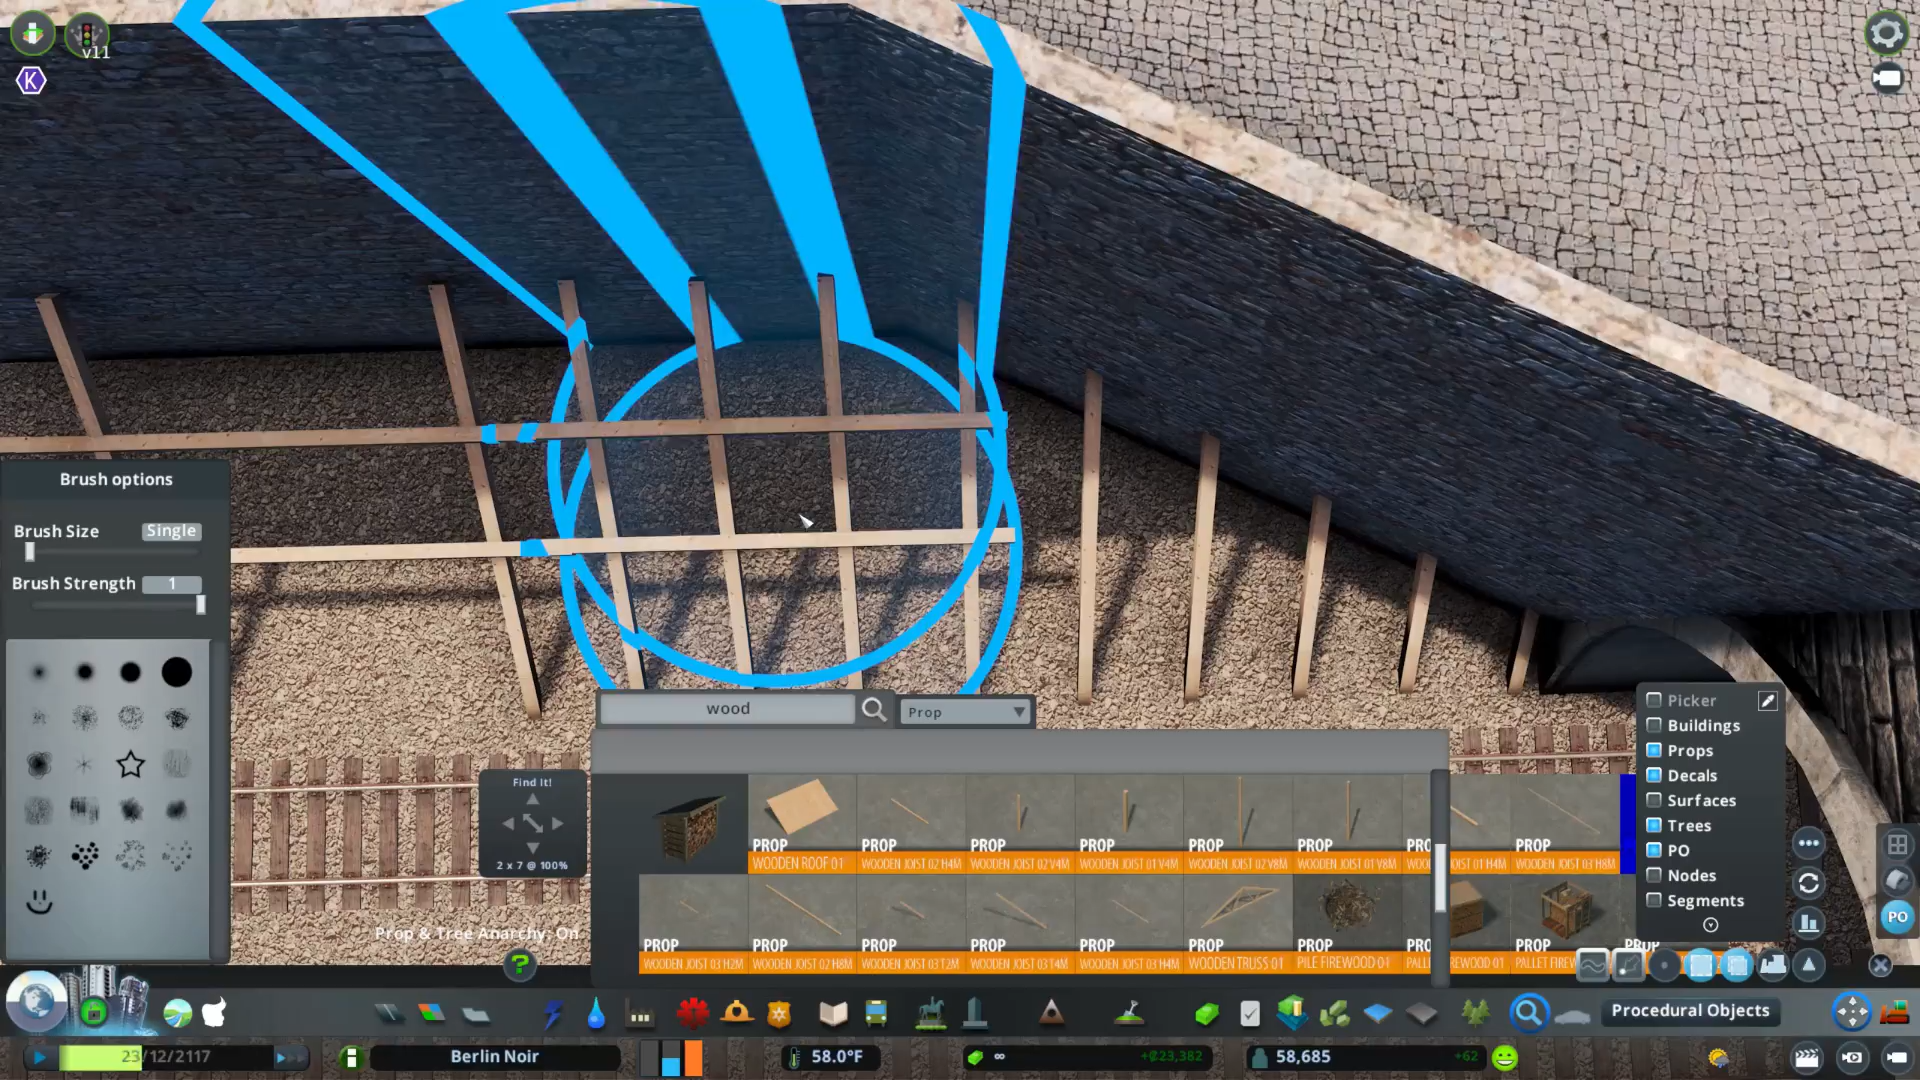 v11
K
Brush options
Brush Size Single
Brush Strength 1
wood
Prop
Find It!
2 x 7 @ 100%
Prop & Tree Anarchy: On
?
PROP
WOODEN ROOF 01
PROP
WOODEN JOIST 02 H4M
PROP
WOODEN JOIST 02 V4M
PROP
WOODEN JOIST 01 V4M
PROP
WOODEN JOIST 02 V8M
PROP
WOODEN JOIST 01 V8M
PROP
WOODEN JOIST 03 H8M
PROP
WOODEN JOIST 03 H2M
PROP
WOODEN JOIST 02 H8M
PROP
WOODEN JOIST 03 T2M
PROP
WOODEN JOIST 03 T4M
PROP
WOODEN JOIST 03 H4M
PROP
WOODEN TRUSS 01
PROP
PILE FIREWOOD 01
PROP
Picker
Buildings
Props
Decals
Surfaces
Trees
PO
Nodes
Segments
PO
Procedural Objects
23/12/2117
Berlin Noir
58.0°F
∞
+₡23,382
58,685
+62